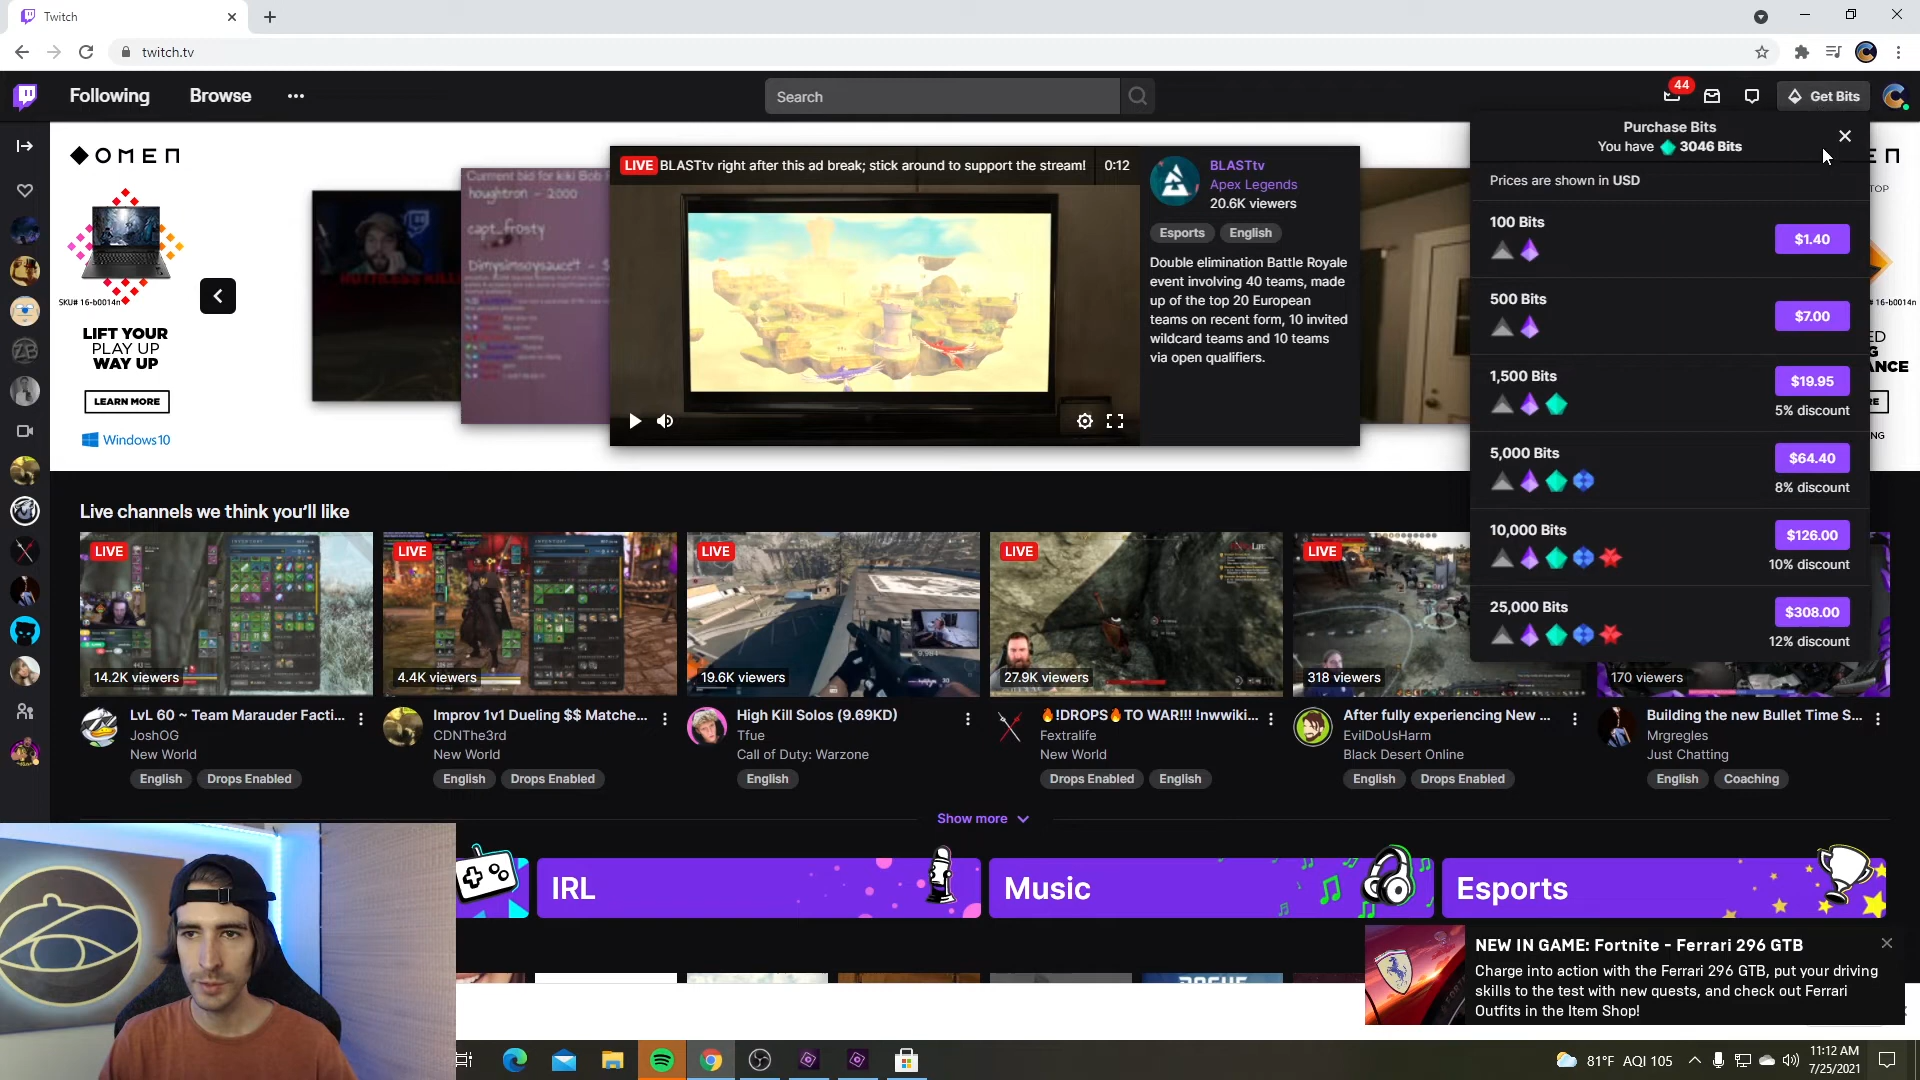 Twitch
twitch.tv
Following
Browse
Search
44
Get Bits
OMEN
SKU# 16-b0014n
LIFT YOUR
PLAY UP
WAY UP
LEARN MORE
Windows10
Current bid for kiki Bob
houghtron - 2000
capt_frosty
LIVE
BLASTtv right after this ad break; stick around to support the stream!
0:12
BLASTtv
Apex Legends
20.6K viewers
Esports
English
Double elimination Battle Royale
event involving 40 teams, made
up of the top 20 European
teams on recent form, 10 invited
wildcard teams and 10 teams
via open qualifiers.
Purchase Bits
You have 3046 Bits
Prices are shown in USD
100 Bits
$1.40
500 Bits
$7.00
1,500 Bits
$19.95
5% discount
5,000 Bits
$64.40
8% discount
10,000 Bits
$126.00
10% discount
25,000 Bits
$308.00
12% discount
# 16-b0014n
Live channels we think you'll like
LIVE
14.2K viewers
LvL 60 ~ Team Marauder Facti...
JoshOG
New World
English
Drops Enabled
LIVE
4.4K viewers
Improv 1v1 Dueling $$ Matche...
CDNThe3rd
New World
English
Drops Enabled
LIVE
19.6K viewers
High Kill Solos (9.69KD)
Tfue
Call of Duty: Warzone
English
LIVE
27.9K viewers
🔥!DROPS🔥TO WAR!!! !nwwiki...
Fextralife
New World
Drops Enabled
English
LIVE
318 viewers
After fully experiencing New ...
EvilDoUsHarm
Black Desert Online
English
Drops Enabled
170 viewers
Building the new Bullet Time S...
Mrgregles
Just Chatting
English
Coaching
Show more
IRL
Music
Esports
NEW IN GAME: Fortnite - Ferrari 296 GTB
Charge into action with the Ferrari 296 GTB, put your driving
skills to the test with new quests, and check out Ferrari
Outfits in the Item Shop!
81°F AQI 105
11:12 AM
7/25/2021